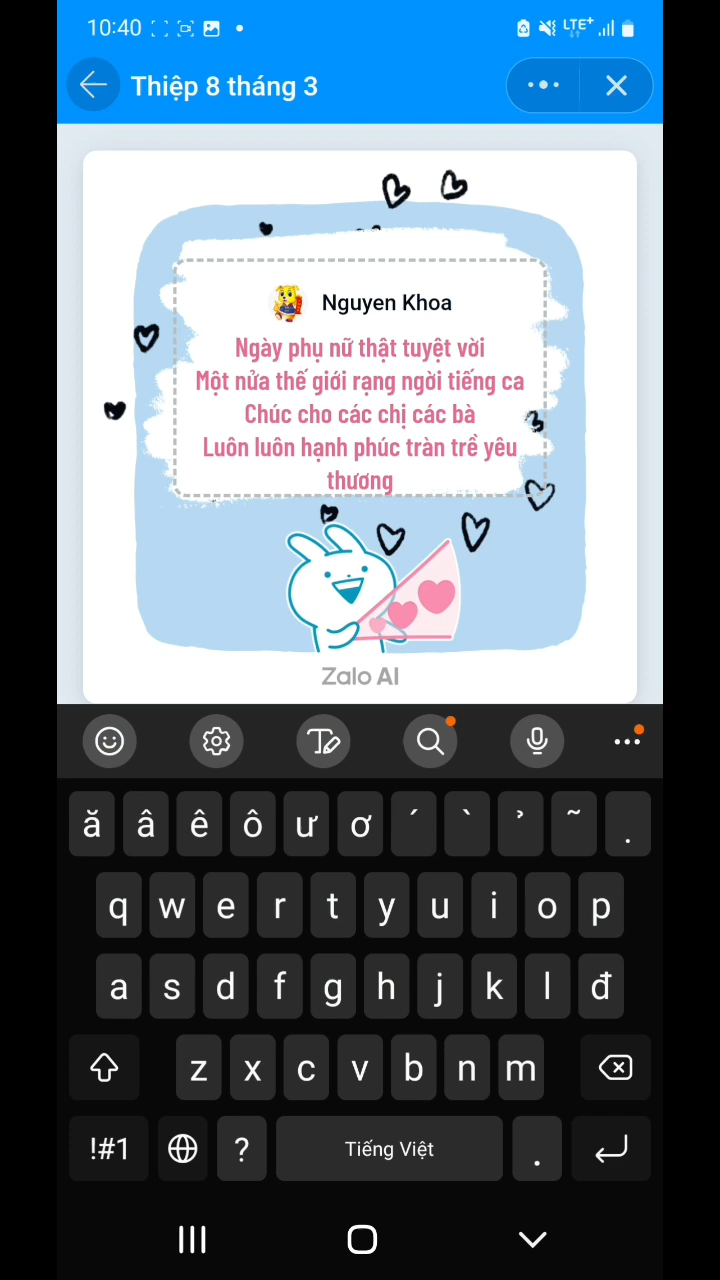 10:40
LTE+
Thiệp 8 tháng 3
Nguyen Khoa
Ngày phụ nữ thật tuyệt vời
Một nửa thế giới rạng ngời tiếng ca
Chúc cho các chị các bà
Luôn luôn hạnh phúc tràn trề yêu
thương
Zalo AI
ă â ê ô ư ơ ´ ` ̉ ~ .
q w e r t y u i o p
a s d f g h j k l đ
z x c v b n m
!#1 ? Tiếng Việt .